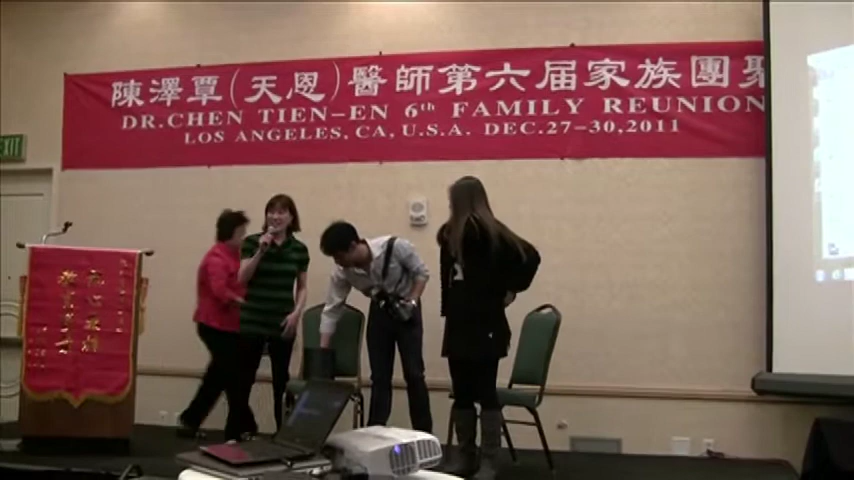 陳澤覃（天恩）醫師第六屆家族團聚
DR.CHEN TIEN-EN 6th FAMILY REUNION
LOS ANGELES, CA, U.S.A. DEC.27-30,2011
EXIT